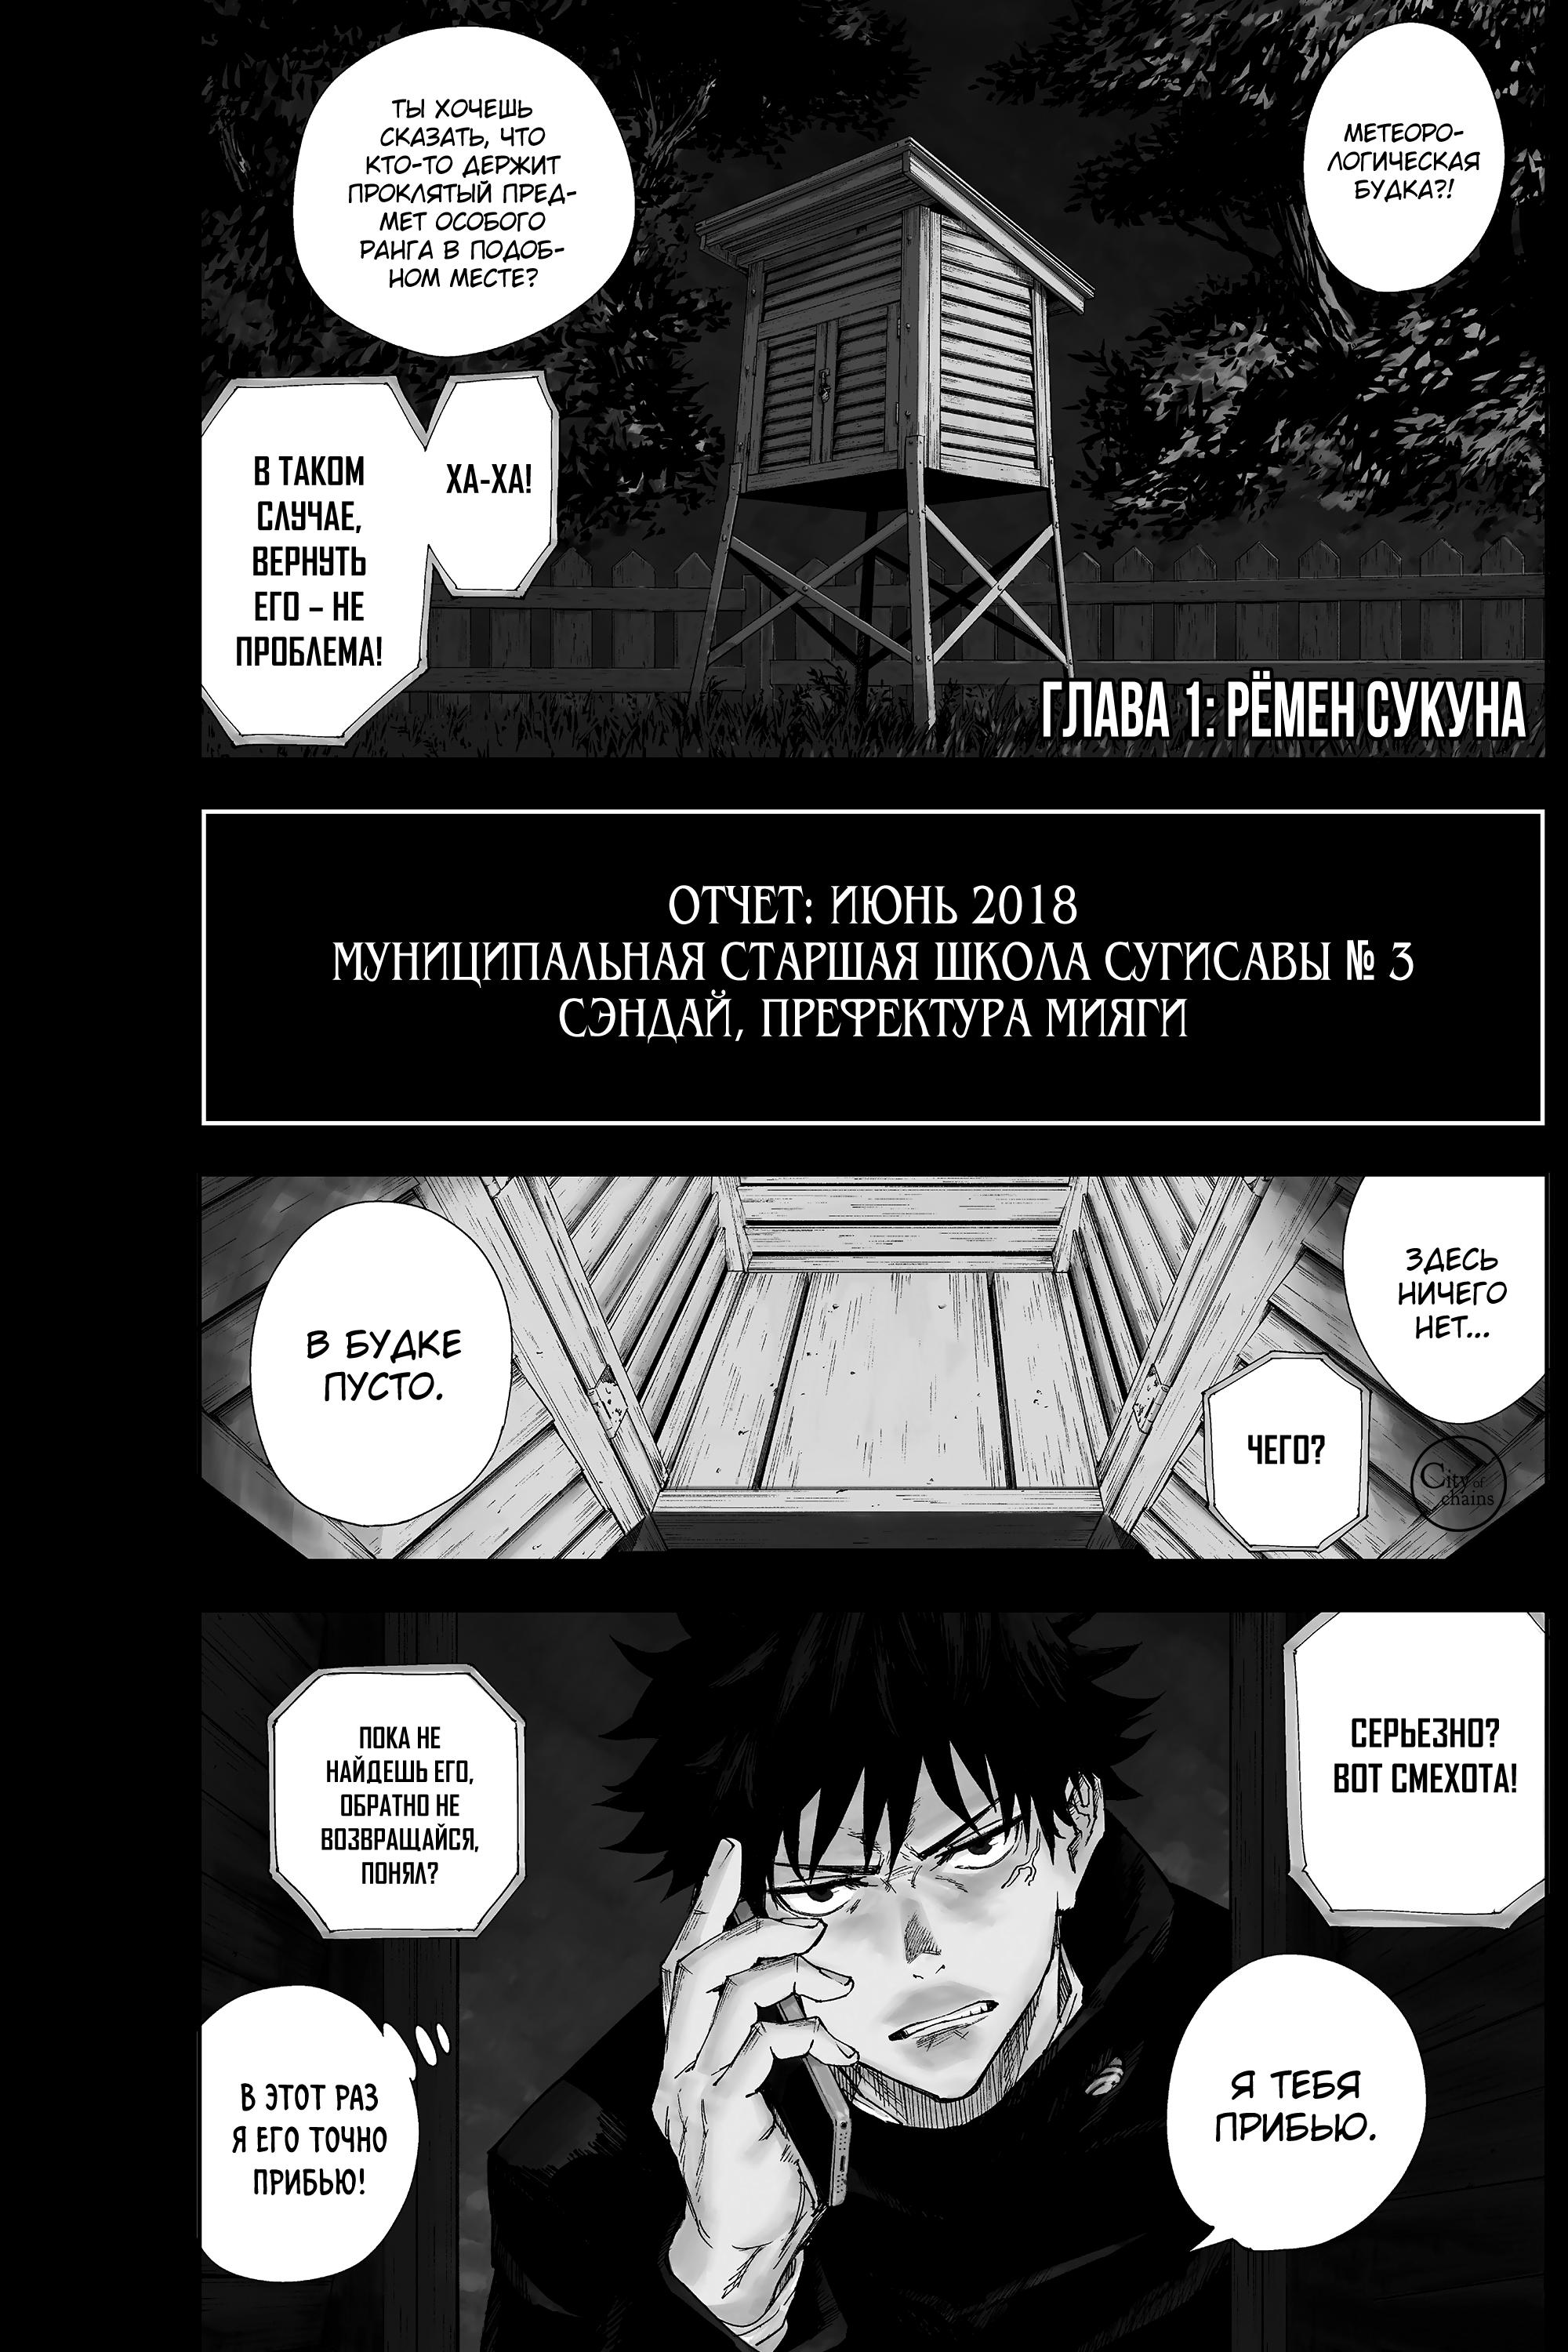 МЕТЕОРО-
ЛОГИЧЕСКАЯ
БУДКА?!
ТЫ ХОЧЕШЬ
СКАЗАТЬ, ЧТО
КТО-ТО ДЕРЖИТ
ПРОКЛЯТЫЙ ПРЕД-
МЕТ ОСОБОГО
РАНГА В ПОДОБ-
НОМ МЕСТЕ?
ХА-ХА!
В ТАКОМ
СЛУЧАЕ,
ВЕРНУТЬ
ЕГО – НЕ
ПРОБЛЕМА!
ГЛАВА 1: РЁМЕН СУКУНА
ОТЧЕТ: ИЮНЬ 2018
МУНИЦИПАЛЬНАЯ СТАРШАЯ ШКОЛА СУГИСАВЫ № 3
СЭНДАЙ, ПРЕФЕКТУРА МИЯГИ
ЗДЕСЬ
НИЧЕГО
НЕТ...
ЧЕГО?
City of
chains
В БУДКЕ
ПУСТО.
СЕРЬЕЗНО?
ВОТ СМЕХОТА!
Я ТЕБЯ
ПРИБЬЮ.
ПОКА НЕ
НАЙДЕШЬ ЕГО,
ОБРАТНО НЕ
ВОЗВРАЩАЙСЯ,
ПОНЯЛ?
В ЭТОТ РАЗ
Я ЕГО ТОЧНО
ПРИБЬЮ!